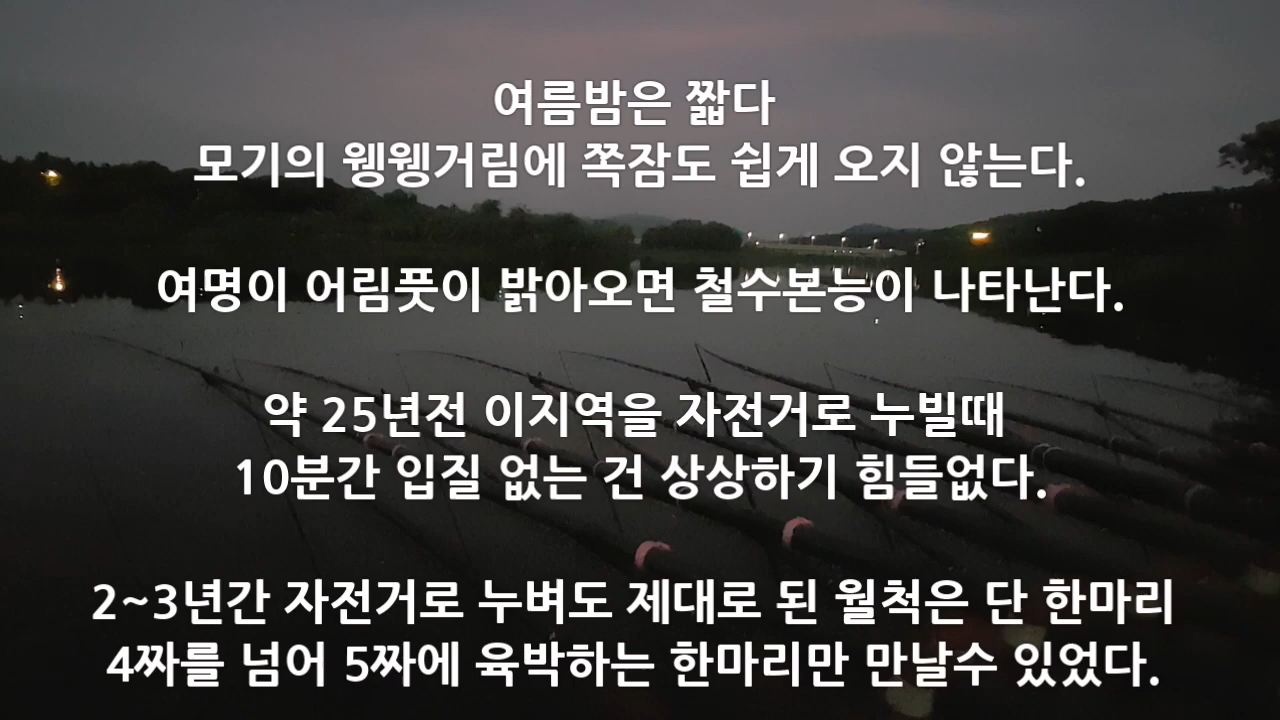 여름밤은 짧다
모기의 웽웽거림에 쪽잠도 쉽게 오지 않는다.
여명이 어림풋이 밝아오면 철수본능이 나타난다.
약 25년전 이지역을 자전거로 누빌때
10분간 입질 없는 건 상상하기 힘들없다.
2~3년간 자전거로 누벼도 제대로 된 월척은 단 한마리
4짜를 넘어 5짜에 육박하는 한마리만 만날수 있었다.